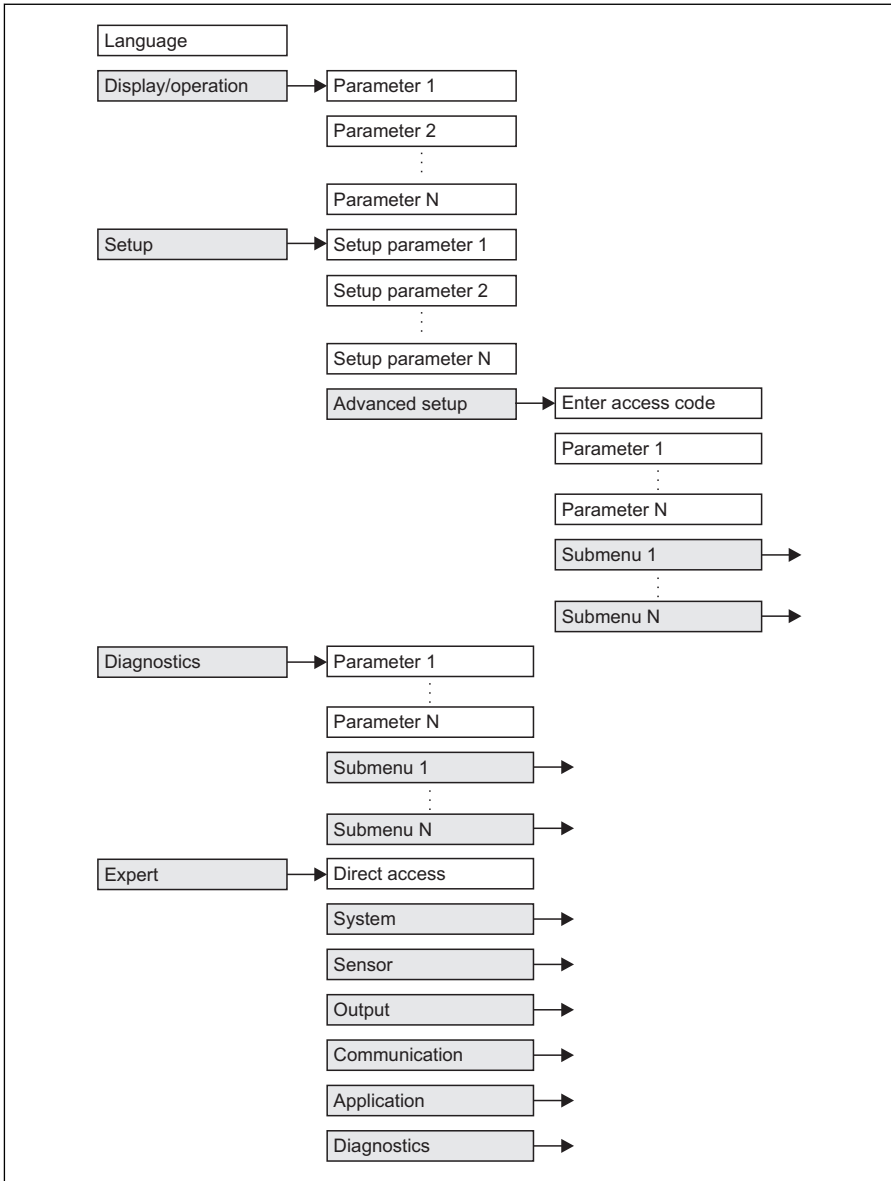 Language
Display/operation
Parameter 1
Parameter 2
Parameter N
Setup
Setup parameter 1
Setup parameter 2
Setup parameter N
Advanced setup
Enter access code
Parameter 1
Parameter N
Submenu 1
Submenu N
Diagnostics
Parameter 1
Parameter N
Submenu 1
Submenu N
Expert
Direct access
System
Sensor
Output
Communication
Application
Diagnostics